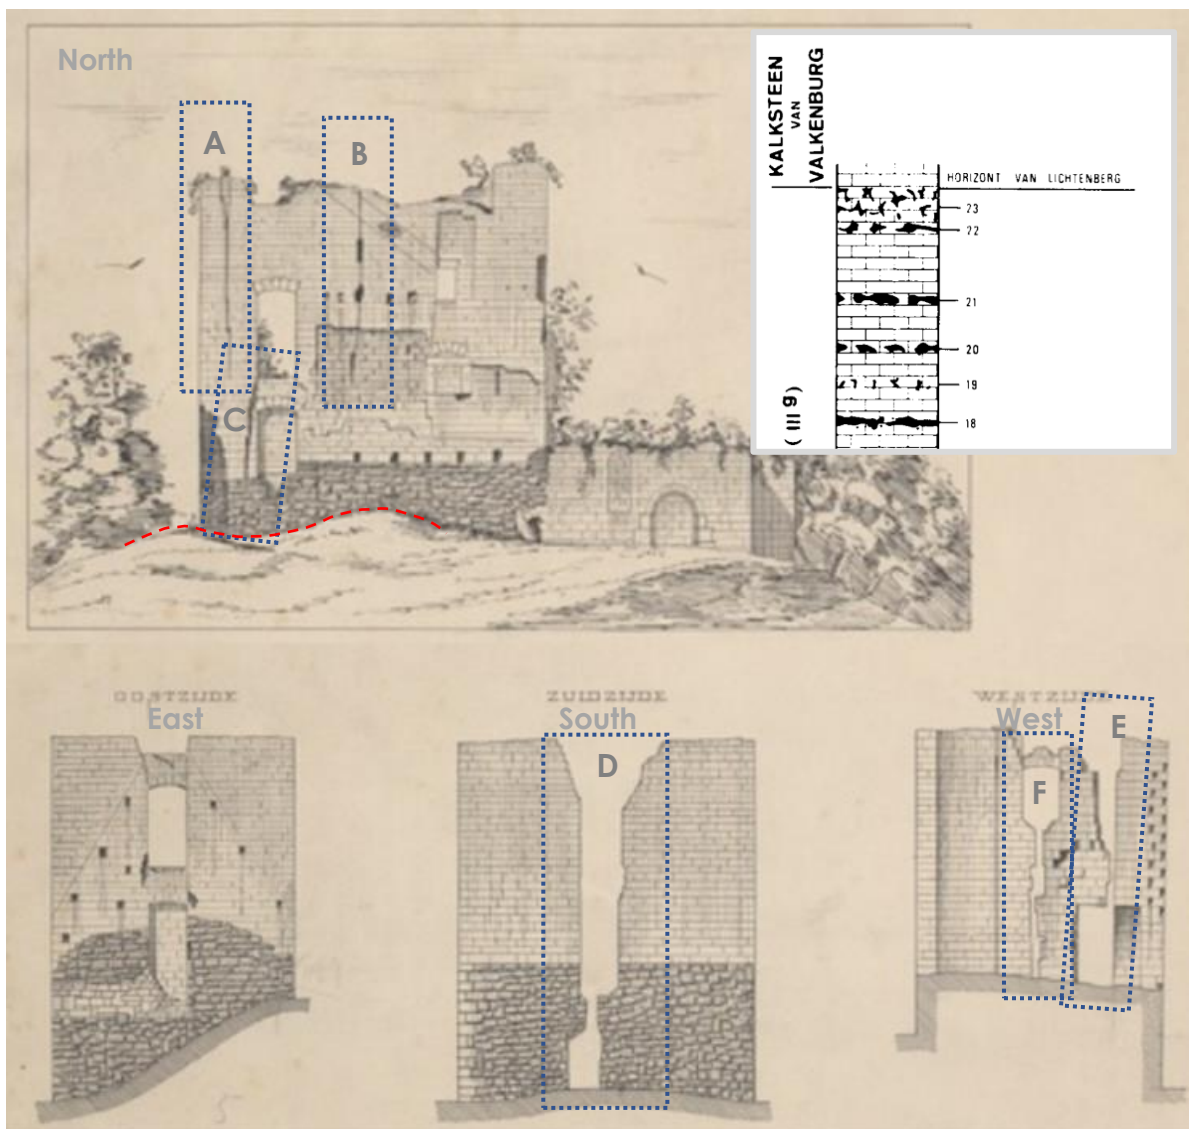 North
A
B
C
KALKSTEEN
VAN
VALKENBURG
HORIZONT VAN LICHTENBERG
23
22
21
20
19
18
(III g)
OOSTZIJDE
East
ZUIDZIJDE
South
WESTZIJDE
West
D
E
F